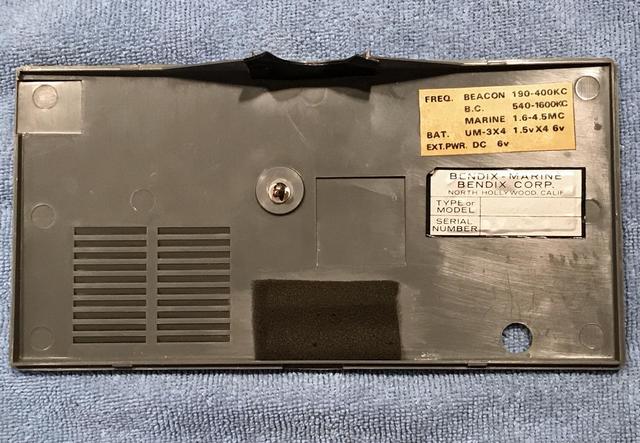 FREQ. BEACON 190-400KC
B.C. 540-1600KC
MARINE 1.6-4.5MC
BAT. UM-3X4 1.5vX4 6v
EXT.PWR. DC 6v
BENDIX-MARINE
BENDIX CORP.
NORTH HOLLYWOOD, CALIF
TYPE or
MODEL
SERIAL
NUMBER